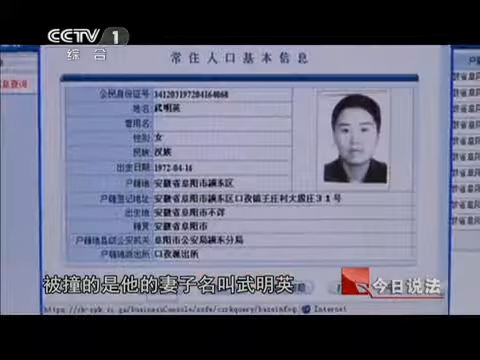 CCTV 1
综合
常住人口基本信息
公民身份证号 341203197204164068
姓名 武明英
曾用名
性别 女
民族 汉族
出生日期 1972-04-16
户籍地 安徽省阜阳市颍东区
户籍登记地址 安徽省阜阳市颍东区口孜镇王庄村大殷庄31号
出生地 安徽省阜阳市不详
籍贯 安徽省阜阳市
户籍地县级公安机关 阜阳市公安局颍东分局
户籍地派出所 口孜派出所
被撞的是他的妻子名叫武明英
今日说法
Internet